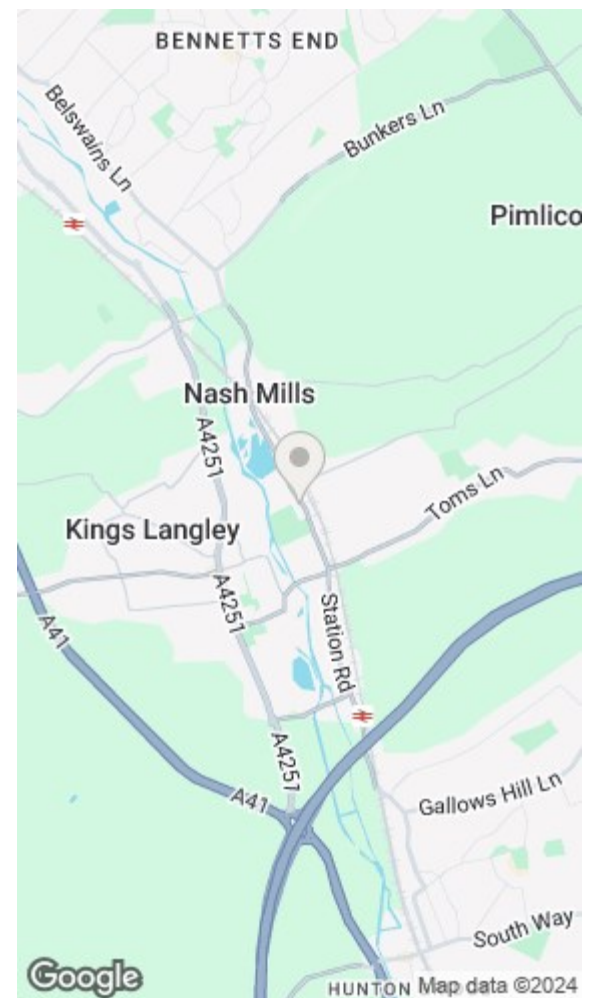 BENNETTS END
Belswains Ln
Bunkers Ln
Pimlico
Nash Mills
A4251
Toms Ln
Kings Langley
A4251
Station Rd
A41
A4251
A41
Gallows Hill Ln
South Way
HUNTON
Google
Map data ©2024